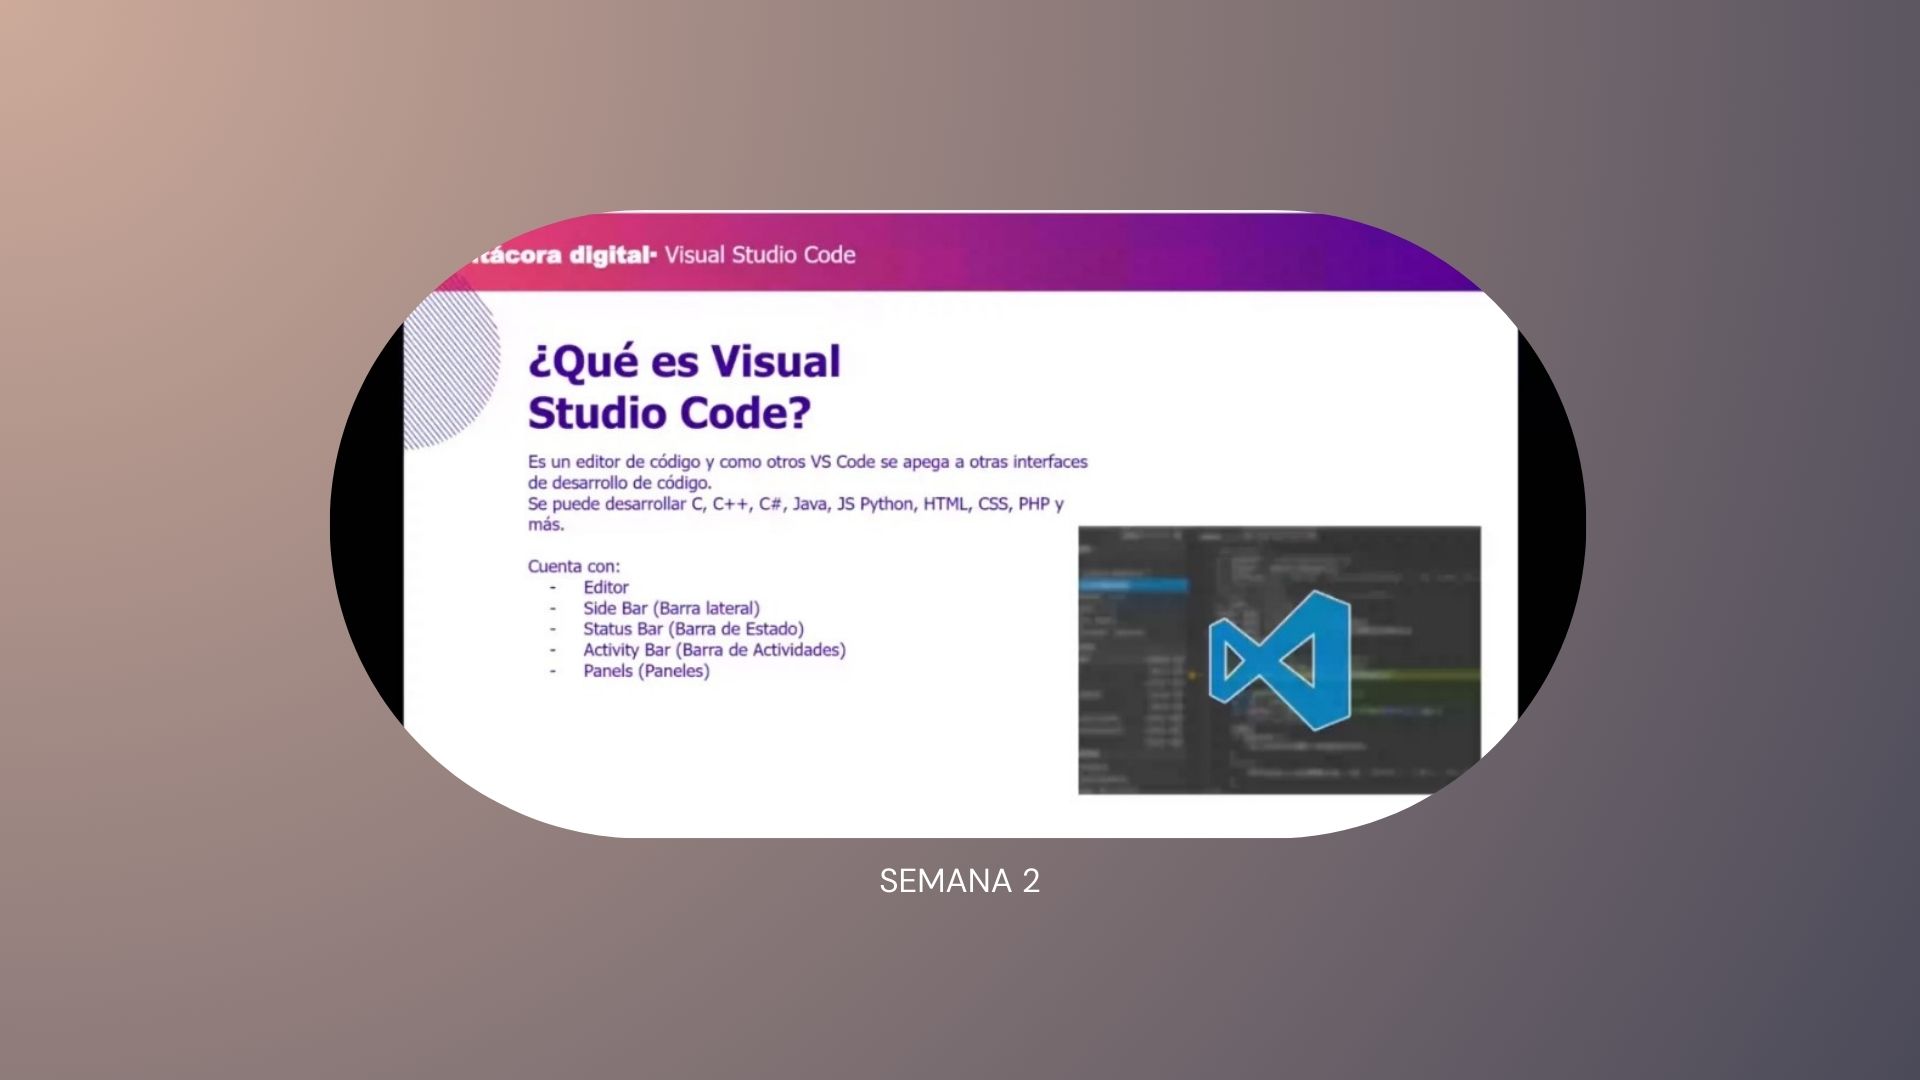 tácora digital· Visual Studio Code
¿Qué es Visual
Studio Code?
Es un editor de código y como otros VS Code se apega a otras interfaces
de desarrollo de código.
Se puede desarrollar C, C++, C#, Java, JS Python, HTML, CSS, PHP y
más.
Cuenta con:
- Editor
- Side Bar (Barra lateral)
- Status Bar (Barra de Estado)
- Activity Bar (Barra de Actividades)
- Panels (Paneles)
SEMANA 2